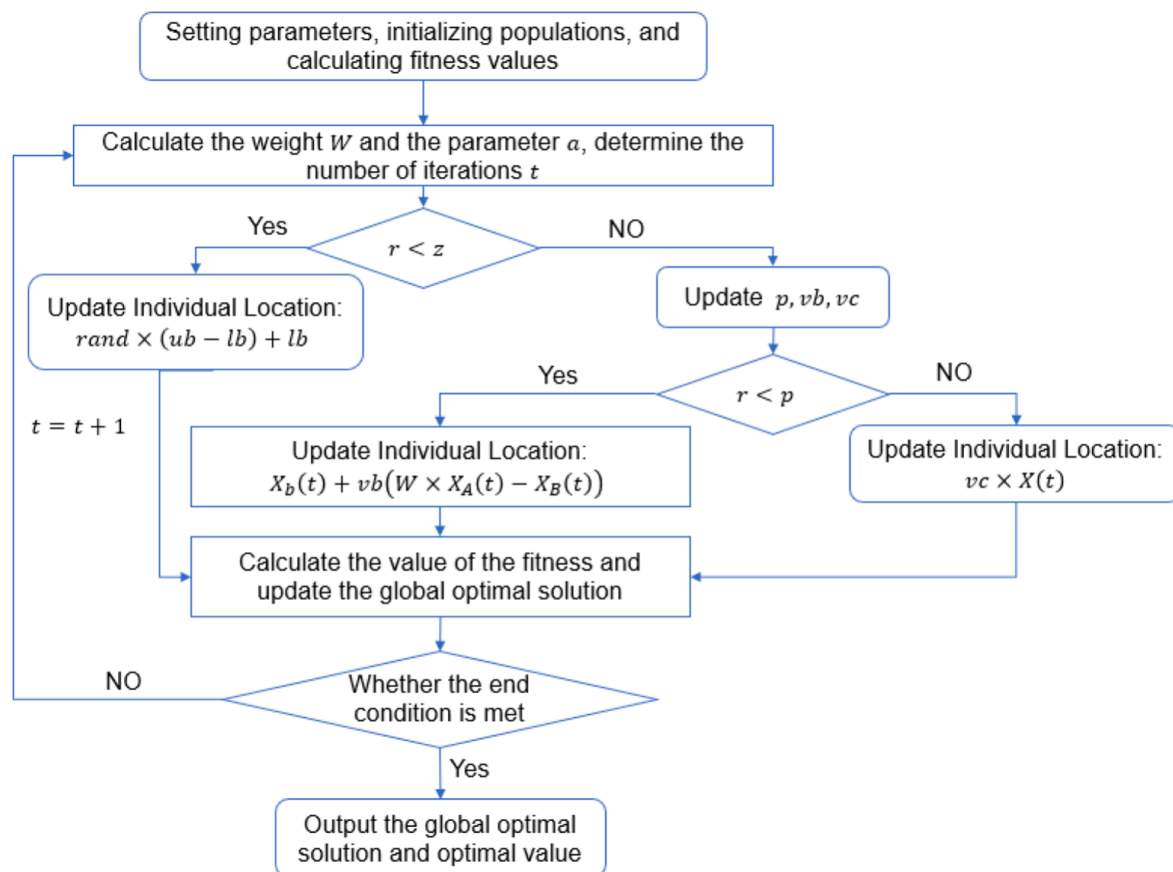 Setting parameters, initializing populations, and
calculating fitness values
Calculate the weight W and the parameter a, determine the
number of iterations t
Yes
NO
r < z
Update Individual Location:
rand × (ub − lb) + lb
Update p, vb, vc
Yes
NO
r < p
t = t + 1
Update Individual Location:
X_b(t) + vb(W × X_A(t) − X_B(t))
Update Individual Location:
vc × X(t)
Calculate the value of the fitness and
update the global optimal solution
NO
Whether the end
condition is met
Yes
Output the global optimal
solution and optimal value